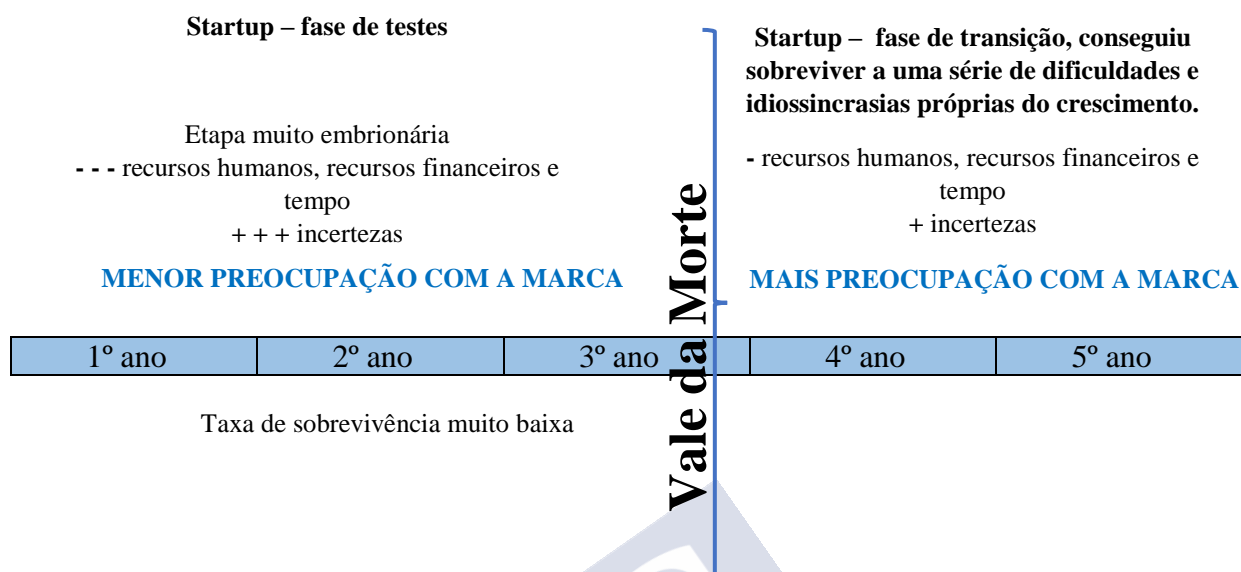 Startup – fase de testes
Etapa muito embrionária
- - - recursos humanos, recursos financeiros e
tempo
+ + + incertezas
MENOR PREOCUPAÇÃO COM A MARCA
Vale da Morte
Startup – fase de transição, conseguiu
sobreviver a uma série de dificuldades e
idiossincrasias próprias do crescimento.
- recursos humanos, recursos financeiros e
tempo
+ incertezas
MAIS PREOCUPAÇÃO COM A MARCA
1º ano 2º ano 3º ano 4º ano 5º ano
Taxa de sobrevivência muito baixa